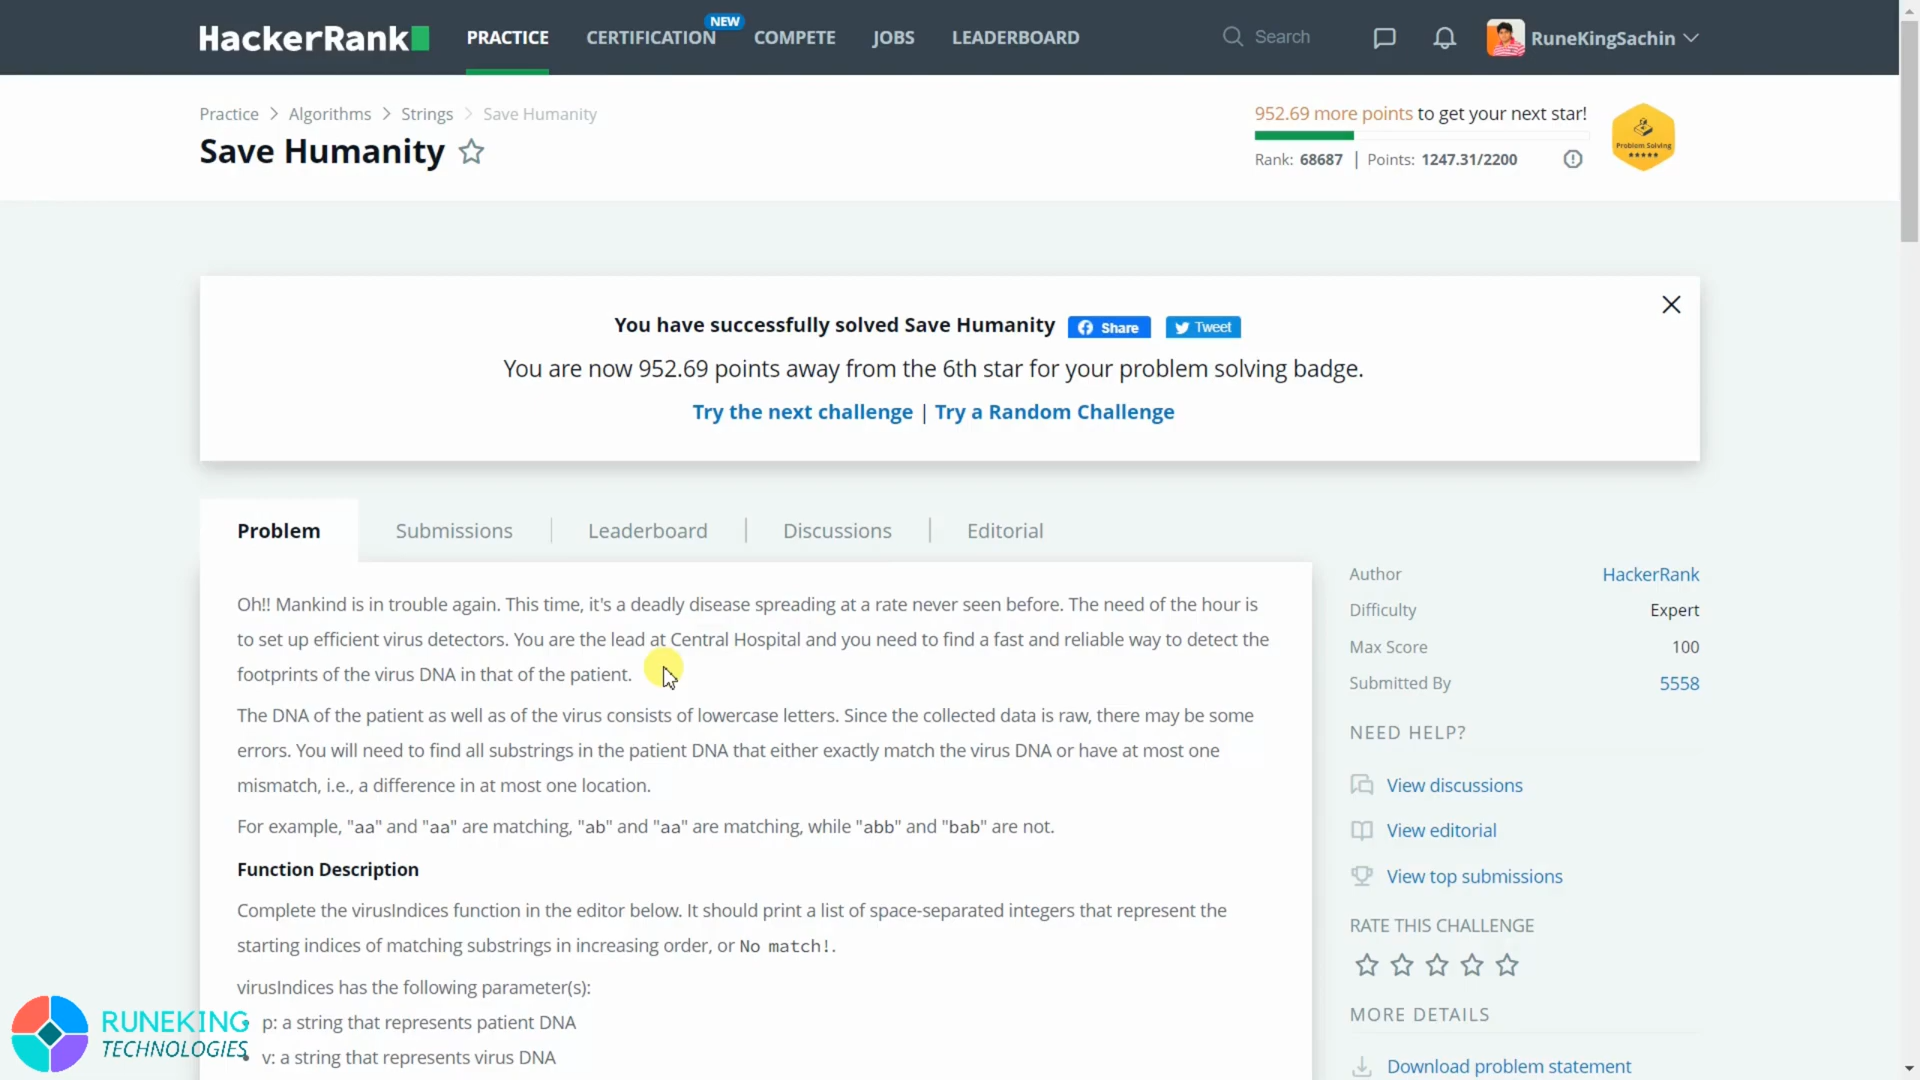 HackerRank
PRACTICE
CERTIFICATION
NEW
COMPETE
JOBS
LEADERBOARD
Search
RuneKingSachin
Practice > Algorithms > Strings > Save Humanity
Save Humanity
952.69 more points to get your next star!
Rank: 68687 | Points: 1247.31/2200
Problem Solving
You have successfully solved Save Humanity
Share
Tweet
You are now 952.69 points away from the 6th star for your problem solving badge.
Try the next challenge | Try a Random Challenge
Problem
Submissions
Leaderboard
Discussions
Editorial
Oh!! Mankind is in trouble again. This time, it's a deadly disease spreading at a rate never seen before. The need of the hour is
to set up efficient virus detectors. You are the lead at Central Hospital and you need to find a fast and reliable way to detect the
footprints of the virus DNA in that of the patient.
The DNA of the patient as well as of the virus consists of lowercase letters. Since the collected data is raw, there may be some
errors. You will need to find all substrings in the patient DNA that either exactly match the virus DNA or have at most one
mismatch, i.e., a difference in at most one location.
For example, "aa" and "aa" are matching, "ab" and "aa" are matching, while "abb" and "bab" are not.
Function Description
Complete the virusIndices function in the editor below. It should print a list of space-separated integers that represent the
starting indices of matching substrings in increasing order, or No match!.
virusIndices has the following parameter(s):
p: a string that represents patient DNA
v: a string that represents virus DNA
Author HackerRank
Difficulty Expert
Max Score 100
Submitted By 5558
NEED HELP?
View discussions
View editorial
View top submissions
RATE THIS CHALLENGE
MORE DETAILS
Download problem statement
RUNEKING
TECHNOLOGIES